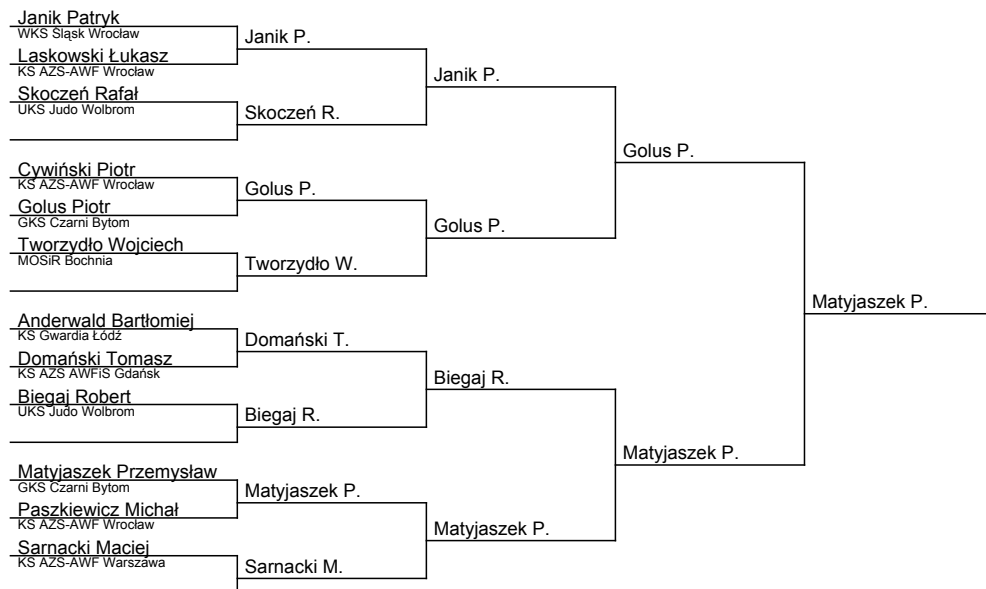 Janik Patryk
WKS Śląsk Wrocław
Janik P.
Laskowski Łukasz
KS AZS-AWF Wrocław
Janik P.
Skoczeń Rafał
UKS Judo Wolbrom
Skoczeń R.
Golus P.
Cywiński Piotr
KS AZS-AWF Wrocław
Golus P.
Golus Piotr
GKS Czarni Bytom
Golus P.
Tworzydło Wojciech
MOSiR Bochnia
Tworzydło W.
Matyjaszek P.
Anderwald Bartłomiej
KS Gwardia Łódź
Domański T.
Domański Tomasz
KS AZS AWFiS Gdańsk
Biegaj R.
Biegaj Robert
UKS Judo Wolbrom
Biegaj R.
Matyjaszek P.
Matyjaszek Przemysław
GKS Czarni Bytom
Matyjaszek P.
Paszkiewicz Michał
KS AZS-AWF Wrocław
Matyjaszek P.
Sarnacki Maciej
KS AZS-AWF Warszawa
Sarnacki M.